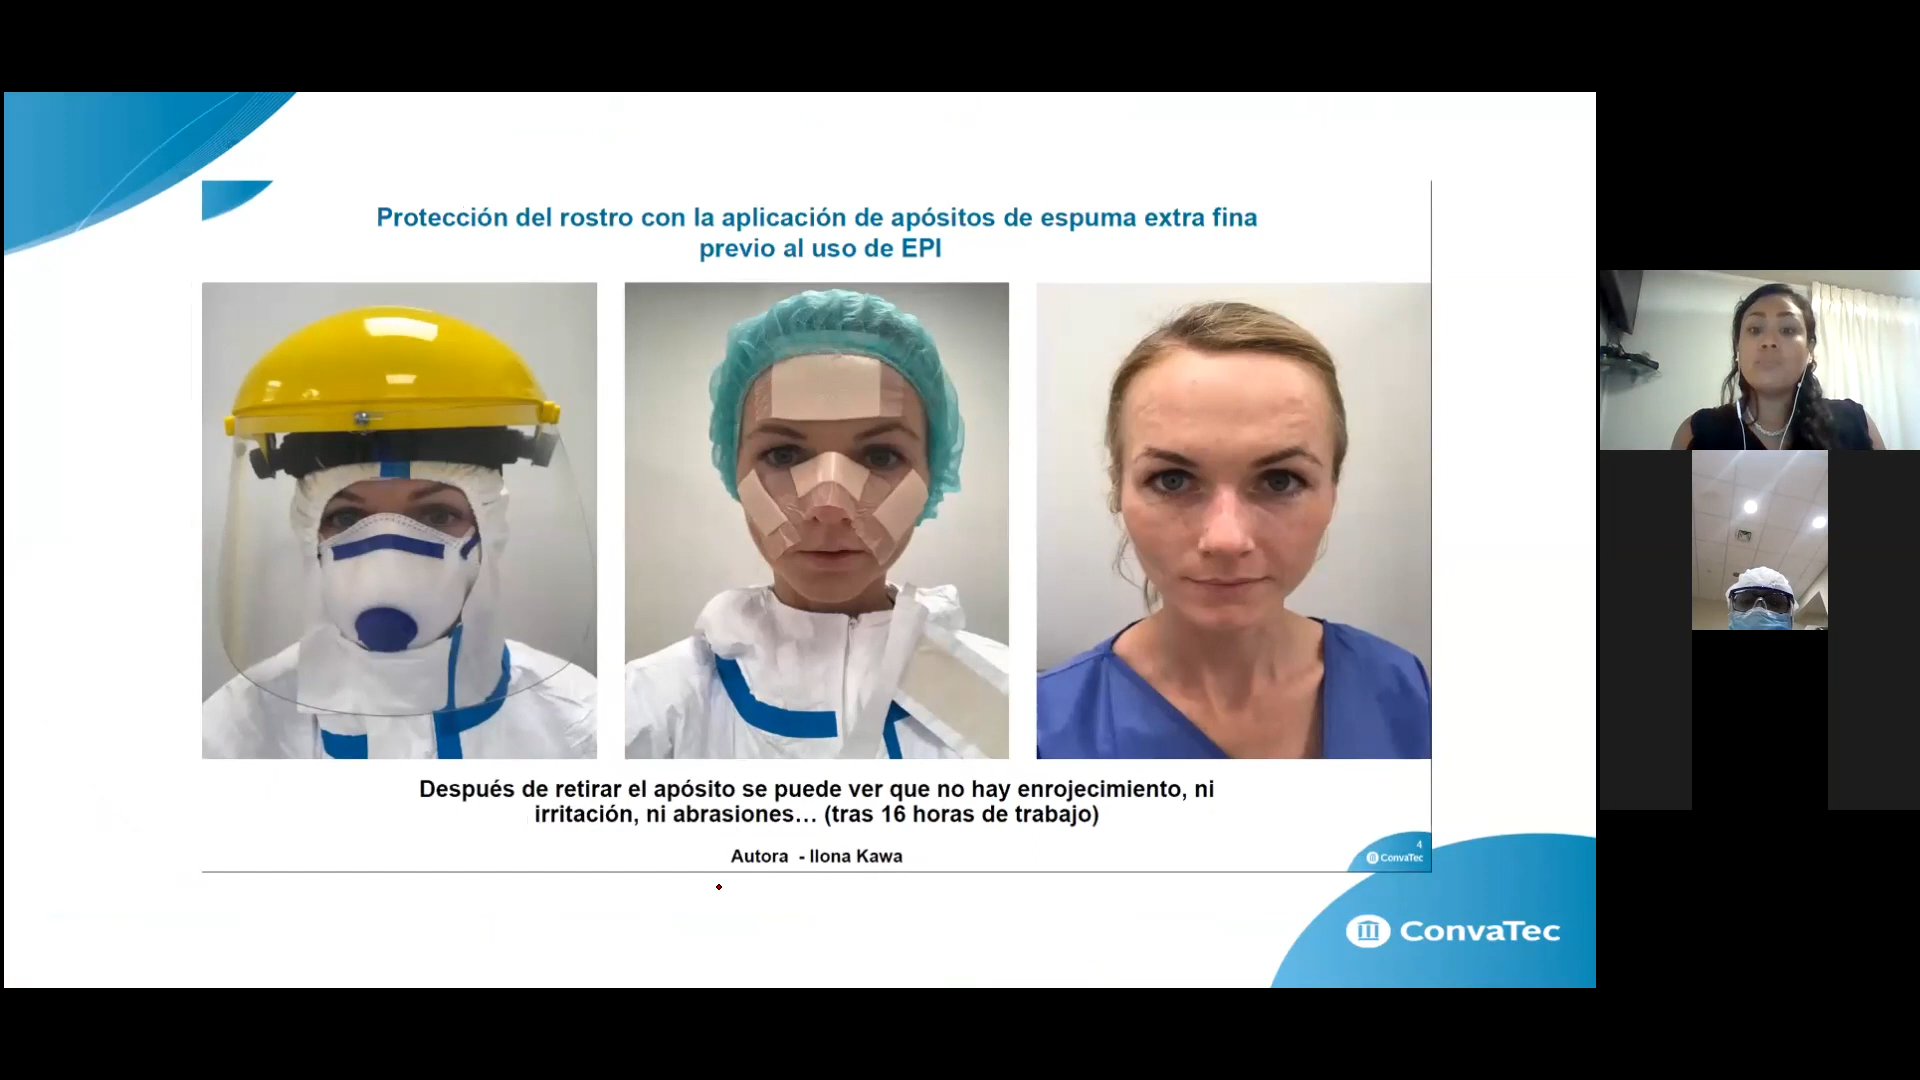 Protección del rostro con la aplicación de apósitos de espuma extra fina
previo al uso de EPI
Después de retirar el apósito se puede ver que no hay enrojecimiento, ni
irritación, ni abrasiones... (tras 16 horas de trabajo)
Autora - Ilona Kawa
4
ConvaTec
ConvaTec